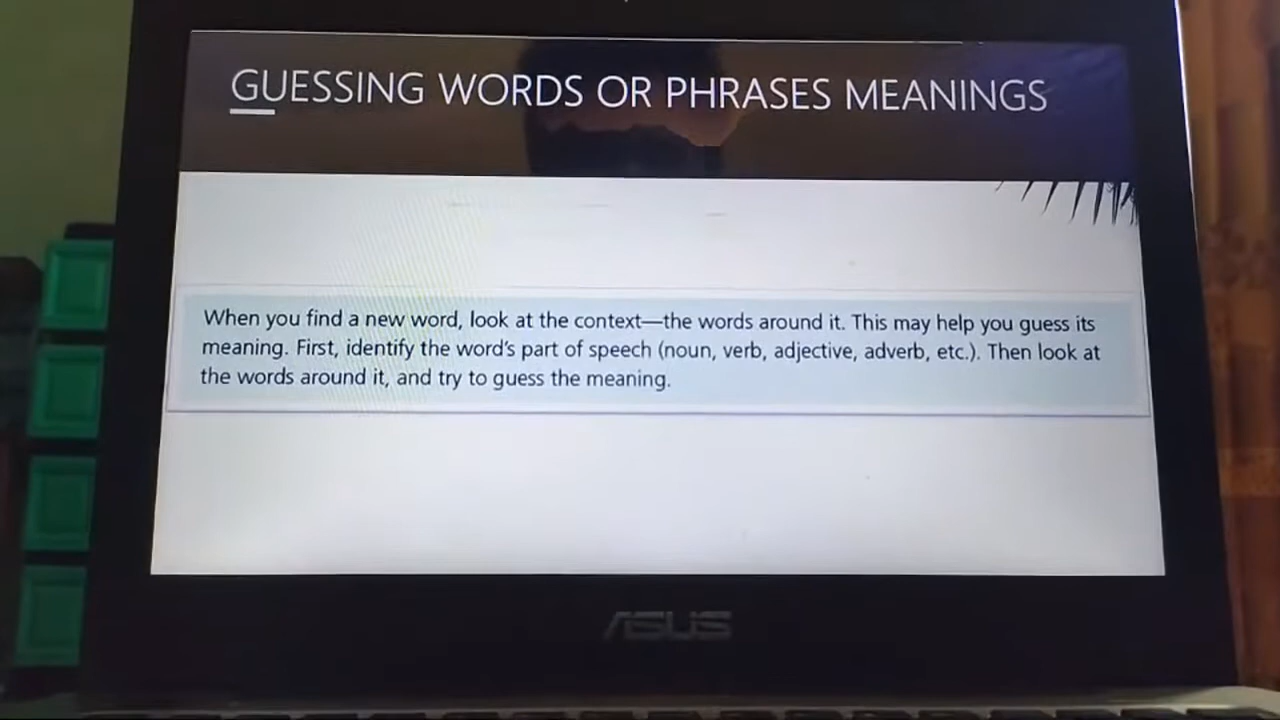 GUESSING WORDS OR PHRASES MEANINGS
When you find a new word, look at the context—the words around it. This may help you guess its
meaning. First, identify the word's part of speech (noun, verb, adjective, adverb, etc.). Then look at
the words around it, and try to guess the meaning.
ASUS